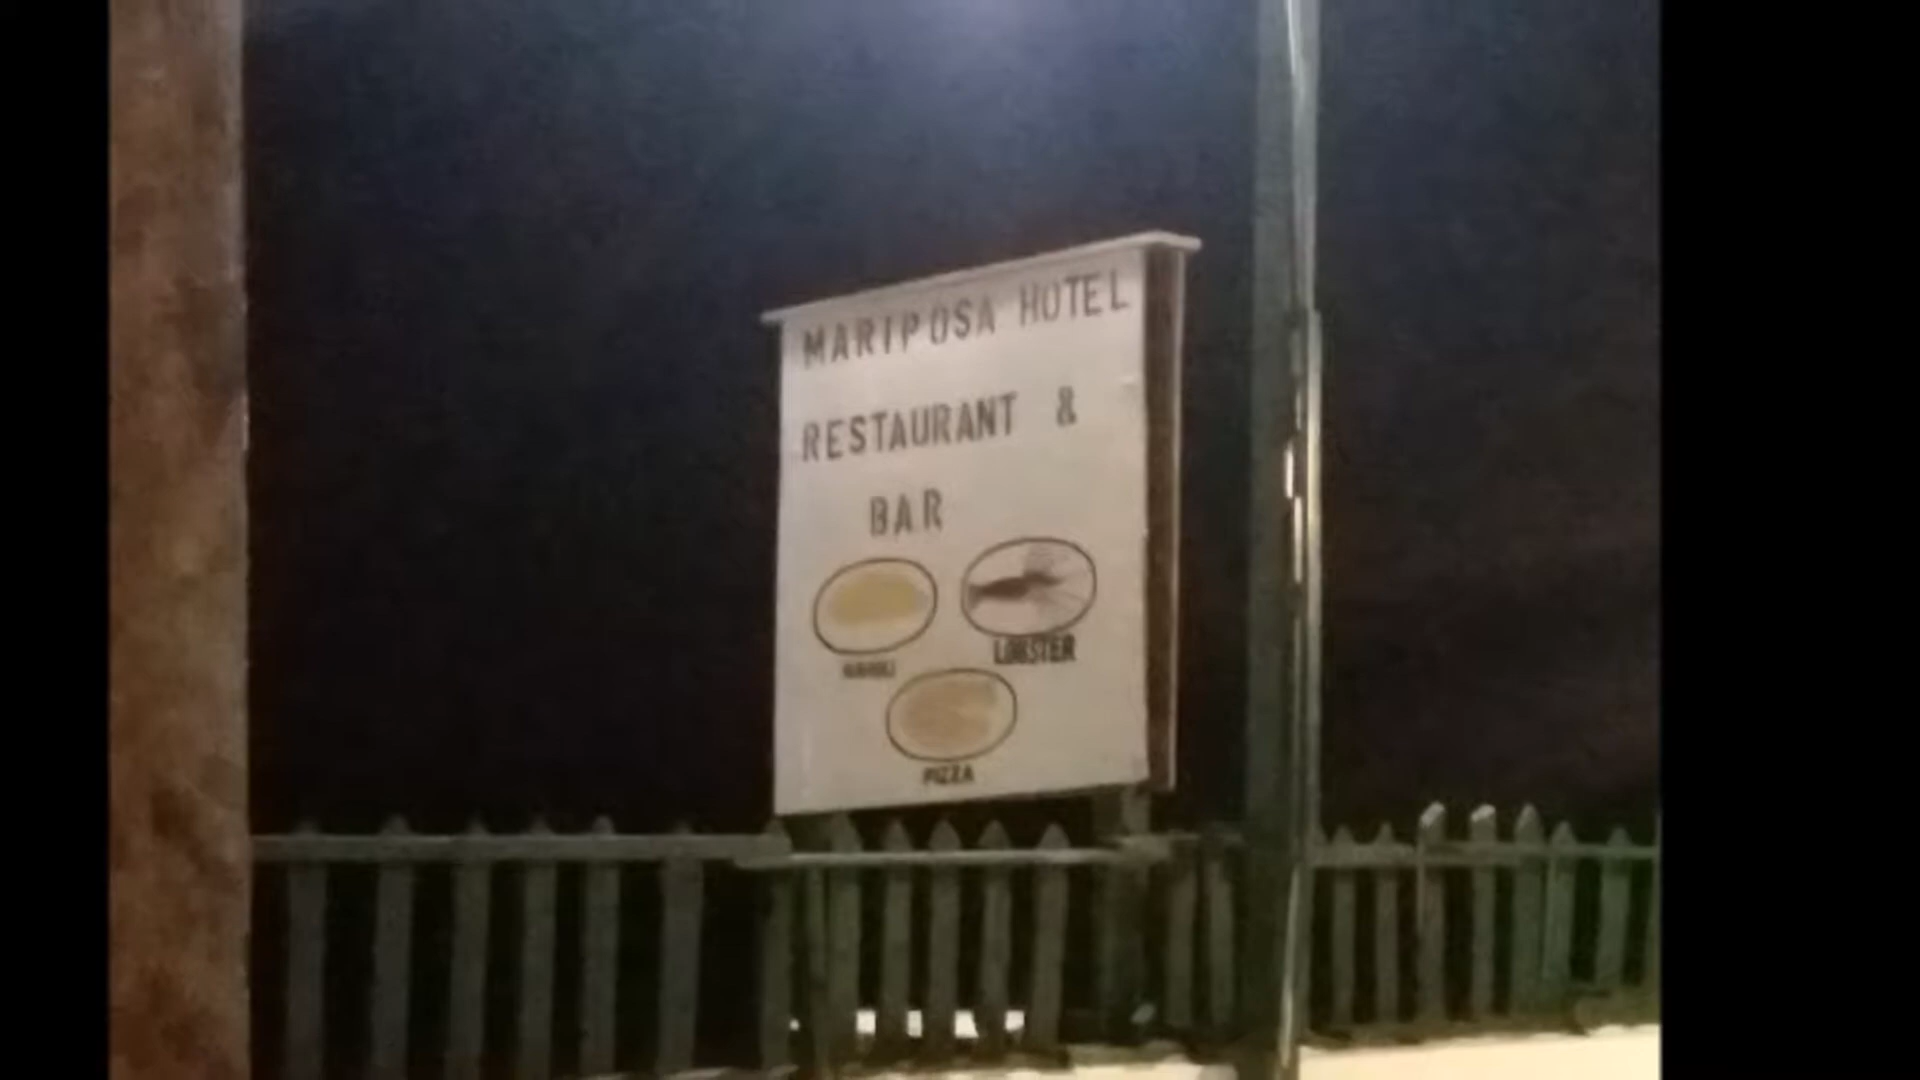 MARIPOSA HOTEL
RESTAURANT &
BAR
LOBSTER
PIZZA